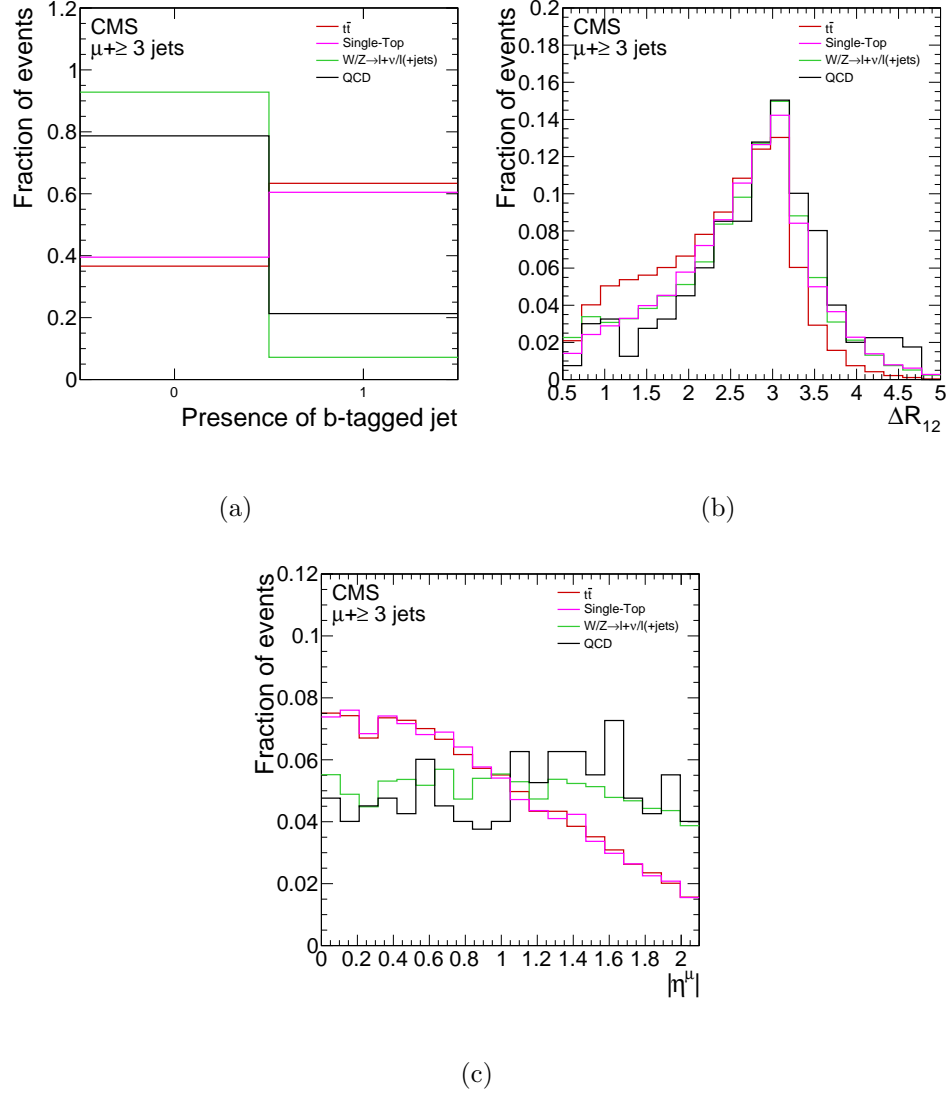 CMS
μ+≥ 3 jets
tt̄
Single-Top
W/Z→l+ν/l(+jets)
QCD
Fraction of events
0
0.2
0.4
0.6
0.8
1
1.2
0 1
Presence of b-tagged jet
(a)
CMS
μ+≥ 3 jets
tt̄
Single-Top
W/Z→l+ν/l(+jets)
QCD
Fraction of events
0
0.02
0.04
0.06
0.08
0.1
0.12
0.14
0.16
0.18
0.2
0.5 1 1.5 2 2.5 3 3.5 4 4.5 5
ΔR₁₂
(b)
CMS
μ+≥ 3 jets
tt̄
Single-Top
W/Z→l+ν/l(+jets)
QCD
Fraction of events
0
0.02
0.04
0.06
0.08
0.1
0.12
0 0.2 0.4 0.6 0.8 1 1.2 1.4 1.6 1.8 2
|η^μ|
(c)